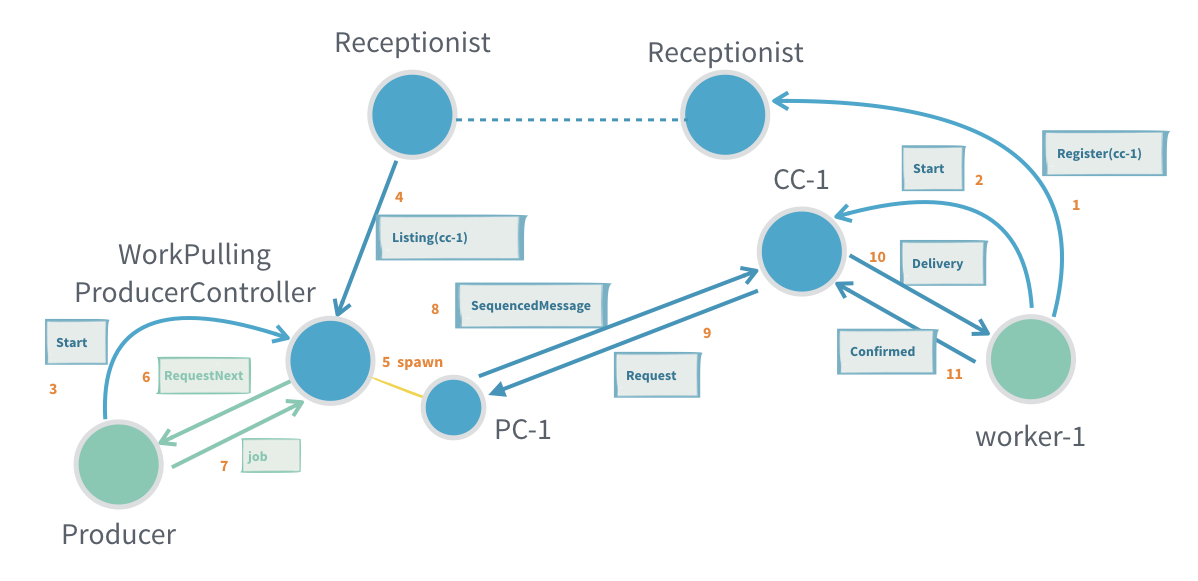 Receptionist
Receptionist
Register(cc-1)
Start
2
CC-1
1
4
Listing(cc-1)
WorkPulling
ProducerController
10
Delivery
8
SequencedMessage
Start
9
Confirmed
3
6
RequestNext
5 spawn
Request
11
PC-1
worker-1
7
job
Producer